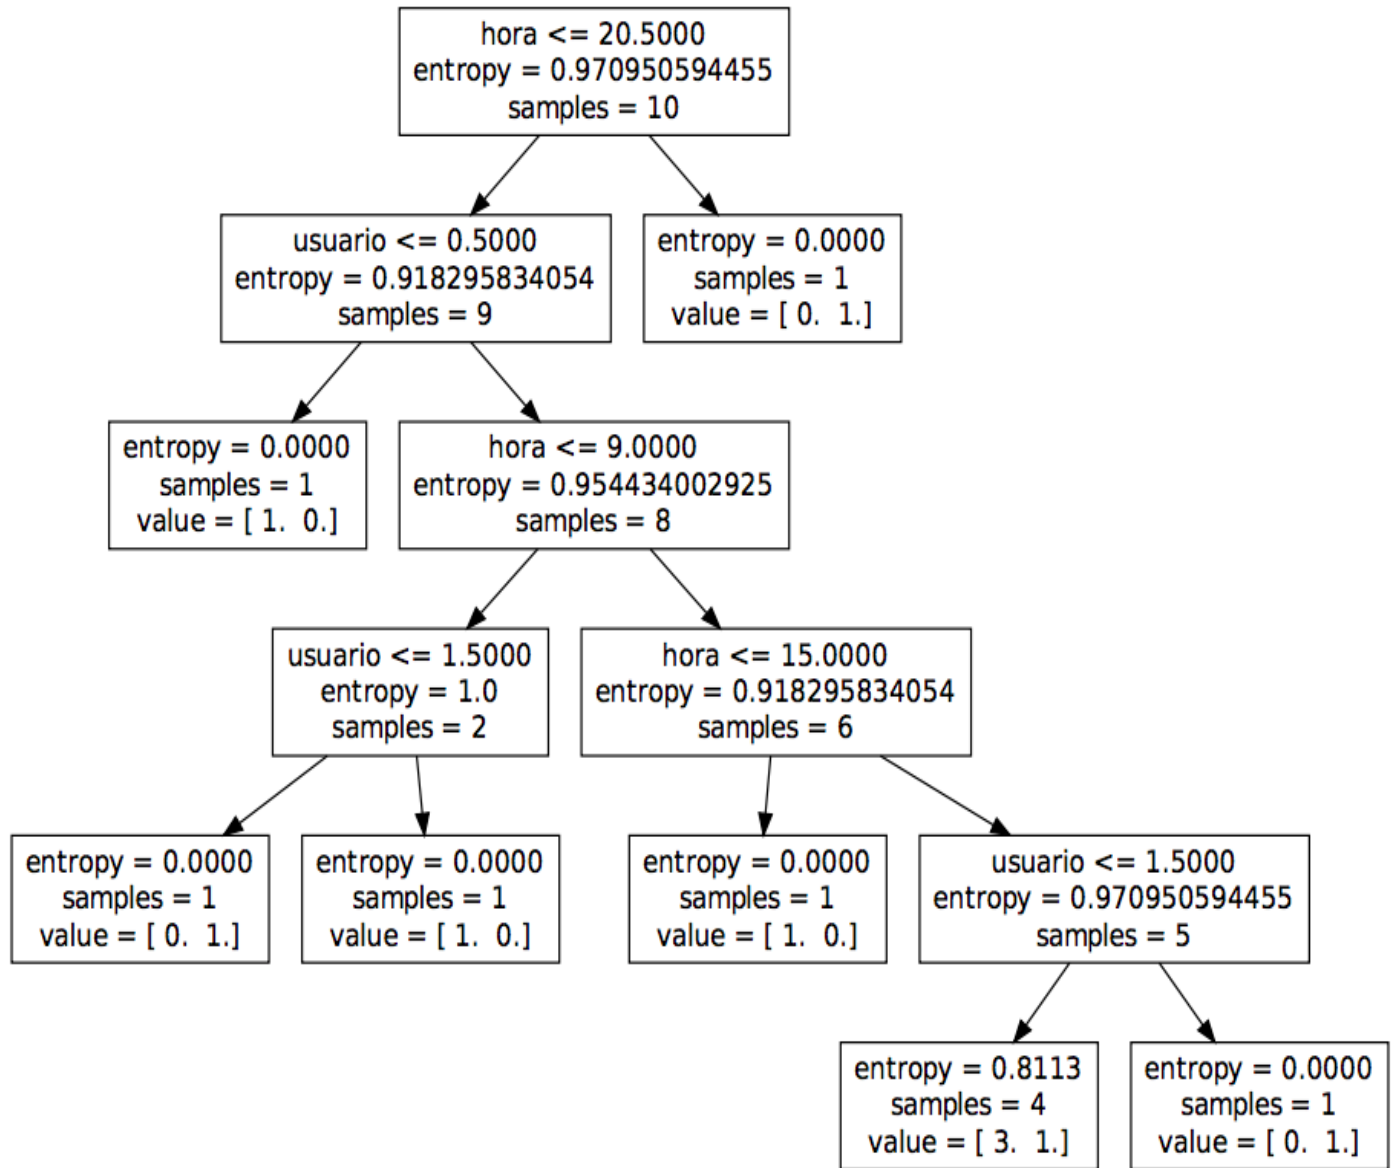 hora <= 20.5000
entropy = 0.970950594455
samples = 10
usuario <= 0.5000
entropy = 0.918295834054
samples = 9
entropy = 0.0000
samples = 1
value = [ 0.  1.]
entropy = 0.0000
samples = 1
value = [ 1.  0.]
hora <= 9.0000
entropy = 0.954434002925
samples = 8
usuario <= 1.5000
entropy = 1.0
samples = 2
hora <= 15.0000
entropy = 0.918295834054
samples = 6
entropy = 0.0000
samples = 1
value = [ 0.  1.]
entropy = 0.0000
samples = 1
value = [ 1.  0.]
entropy = 0.0000
samples = 1
value = [ 1.  0.]
usuario <= 1.5000
entropy = 0.970950594455
samples = 5
entropy = 0.8113
samples = 4
value = [ 3.  1.]
entropy = 0.0000
samples = 1
value = [ 0.  1.]